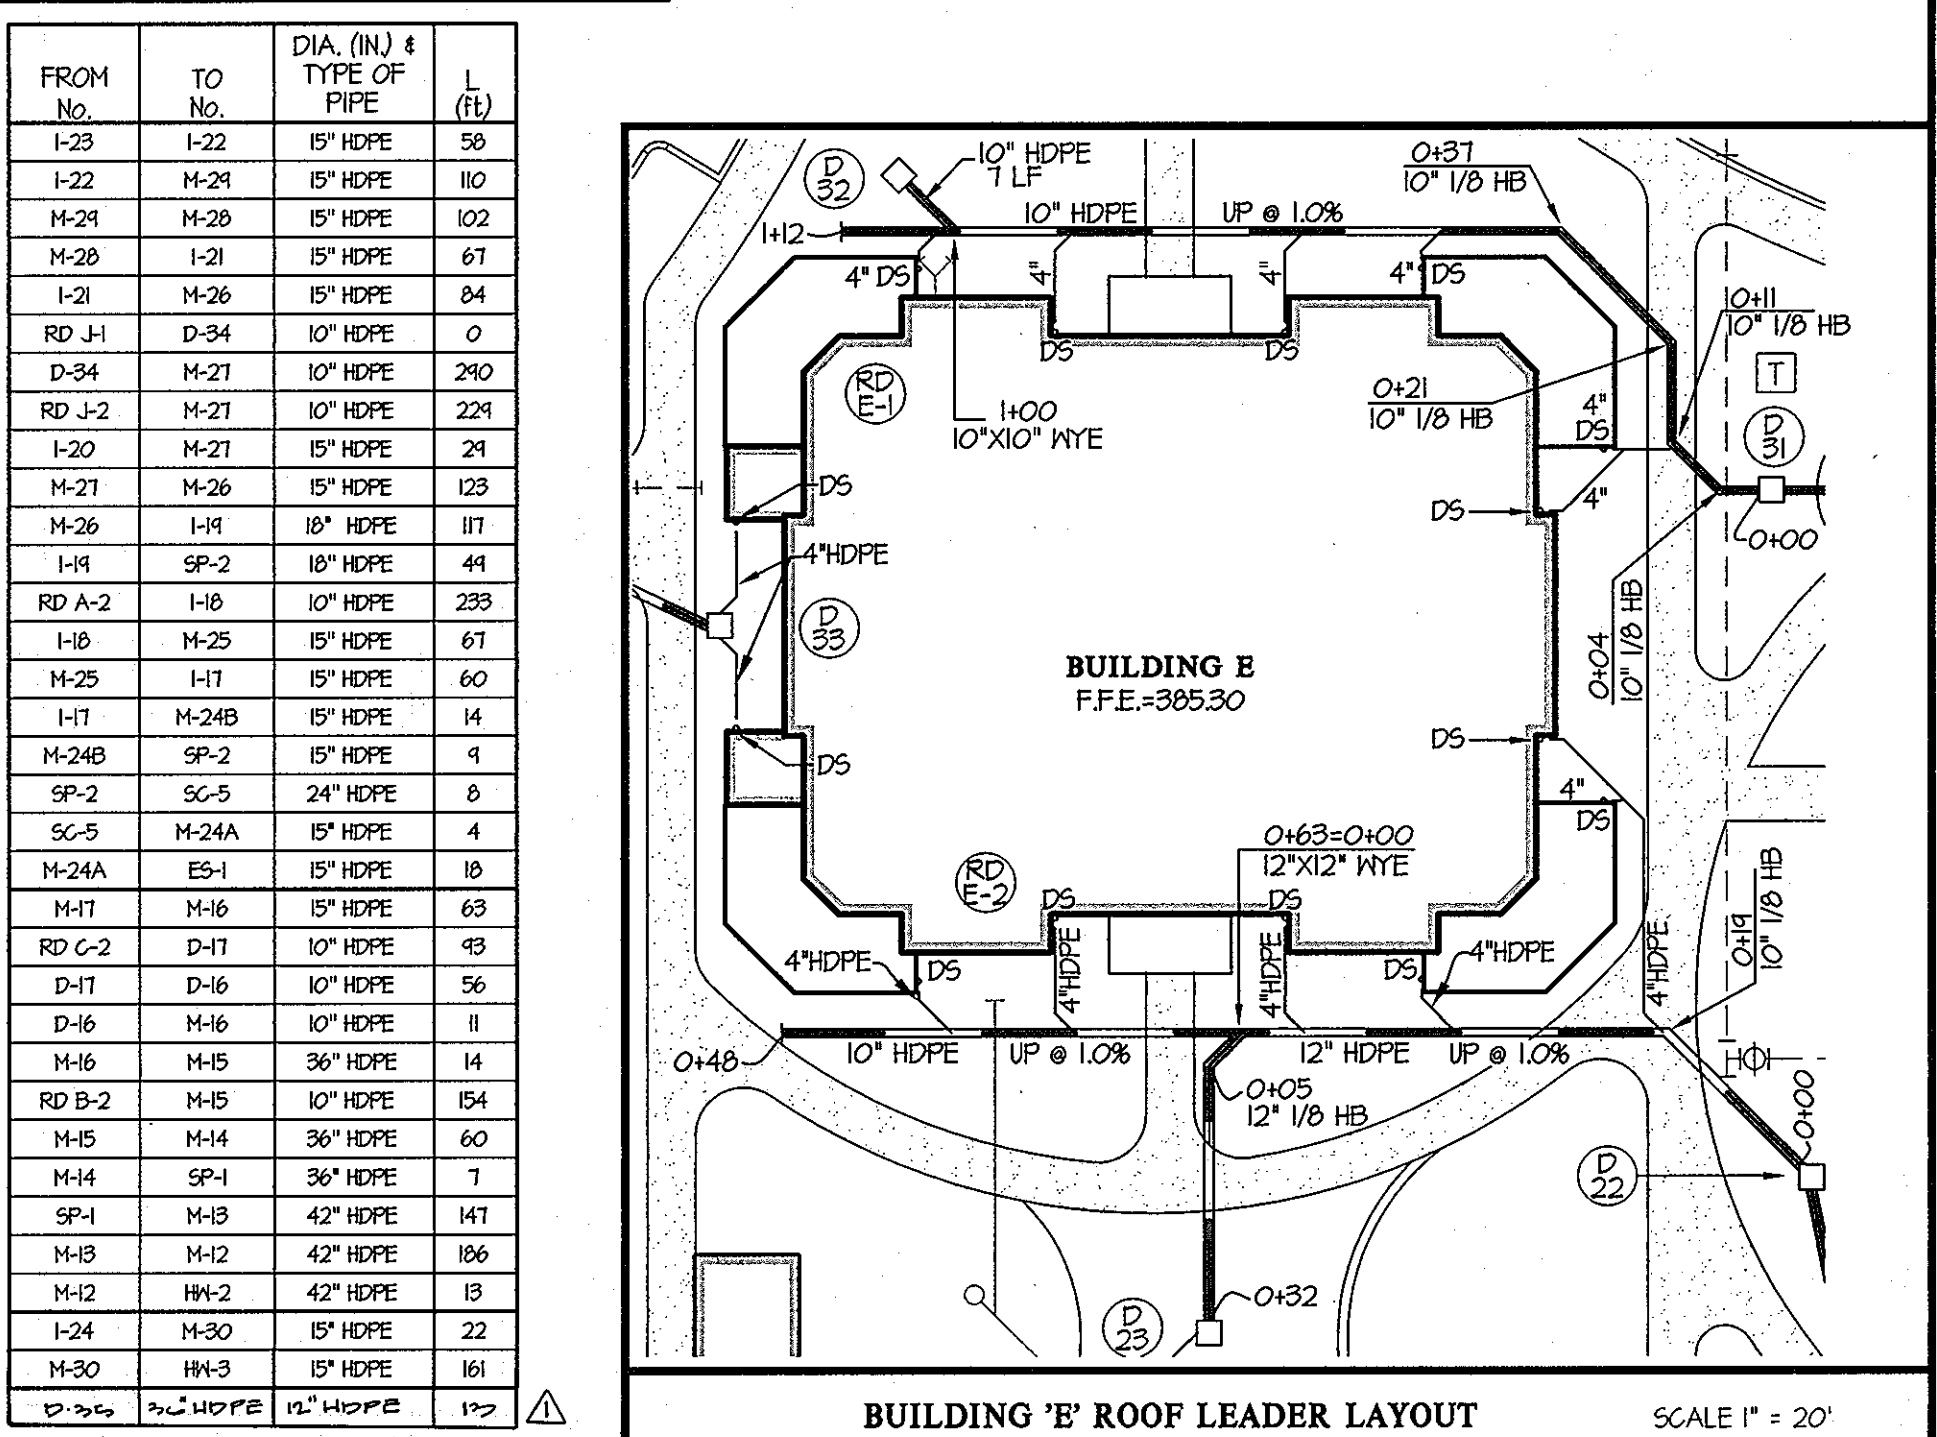 FROM No. TO No. DIA. (IN.) & TYPE OF PIPE L (ft)
I-23 I-22 15" HDPE 58
I-22 M-29 15" HDPE 110
M-29 M-28 15" HDPE 102
M-28 I-21 15" HDPE 67
I-21 M-26 15" HDPE 84
RD J-1 D-34 10" HDPE 0
D-34 M-27 10" HDPE 290
RD J-2 M-27 10" HDPE 229
I-20 M-27 15" HDPE 29
M-27 M-26 15" HDPE 123
M-26 I-19 18" HDPE 117
I-19 SP-2 18" HDPE 49
RD A-2 I-18 10" HDPE 233
I-18 M-25 15" HDPE 67
M-25 I-17 15" HDPE 60
I-17 M-24B 15" HDPE 14
M-24B SP-2 15" HDPE 9
SP-2 SC-5 24" HDPE 8
SC-5 M-24A 15" HDPE 4
M-24A ES-1 15" HDPE 18
M-17 M-16 15" HDPE 63
RD C-2 D-17 10" HDPE 93
D-17 D-16 10" HDPE 56
D-16 M-16 10" HDPE 11
M-16 M-15 36" HDPE 14
RD B-2 M-15 10" HDPE 154
M-15 M-14 36" HDPE 60
M-14 SP-1 36" HDPE 7
SP-1 M-13 42" HDPE 147
M-13 M-12 42" HDPE 186
M-12 HW-2 42" HDPE 13
I-24 M-30 15" HDPE 22
M-30 HW-3 15" HDPE 161
HDPE 12" HDPE
1
D
32
10" HDPE
7 LF
0+37
10" 1/8 HB
1+12
10" HDPE UP @ 1.0%
4" DS
4"
4"
4" DS
DS
DS
0+11
10" 1/8 HB
T
RD
E-1
1+00
10"X10" WYE
0+21
10" 1/8 HB
4"
DS
D
31
DS
DS
4"
0+00
4"HDPE
D
33
0+04
10" 1/8 HB
BUILDING E
F.F.E.=385.30
DS
DS
4"
DS
0+63=0+00
12"X12" WYE
RD
E-2
DS
DS
0+19
10" 1/8 HB
4"HDPE
DS
4"HDPE
4"HDPE
DS
4"HDPE
4"HDPE
0+48
10" HDPE UP @ 1.0%
12" HDPE UP @ 1.0%
0+05
12" 1/8 HB
0+00
D
22
0+32
D
23
BUILDING 'E' ROOF LEADER LAYOUT
SCALE 1" = 20'